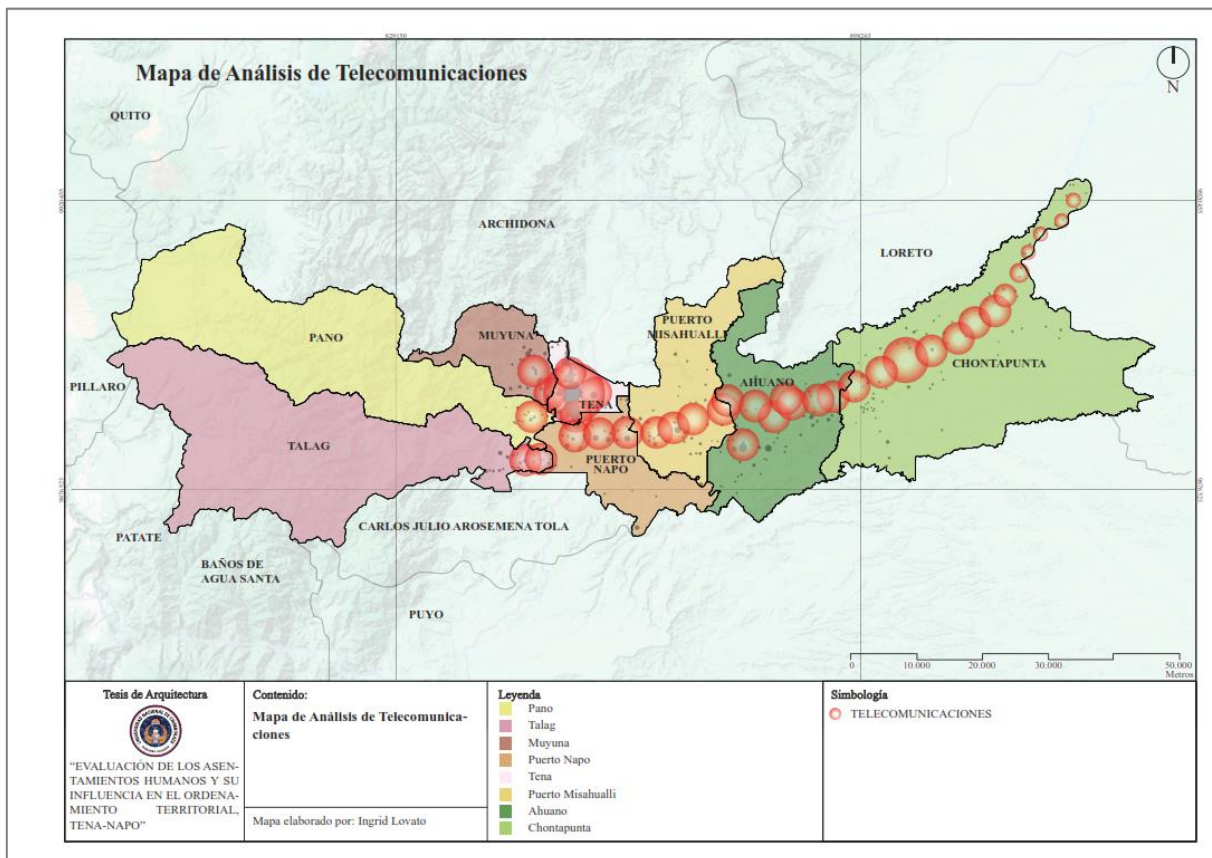 629150
Mapa de Análisis de Telecomunicaciones
N
QUITO
ARCHIDONA
LORETO
PUERTO
MISAHUALLI
MUYUNA
PANO
CHONTAPUNTA
PILLARO
AHUANO
TENA
TALAG
PUERTO
NAPO
CARLOS JULIO AROSEMENA TOLA
PATATE
BAÑOS DE
AGUA SANTA
PUYO
0 10.000 20.000 30.000 50.000
Metros
Tesis de Arquitectura
"EVALUACIÓN DE LOS ASEN-
TAMIENTOS HUMANOS Y SU
INFLUENCIA EN EL ORDENA-
MIENTO TERRITORIAL,
TENA-NAPO"
Contenido:
Mapa de Análisis de Telecomunica-
ciones
Mapa elaborado por: Ingrid Lovato
Leyenda
Pano
Talag
Muyuna
Puerto Napo
Tena
Puerto Misahualli
Ahuano
Chontapunta
Simbología
TELECOMUNICACIONES